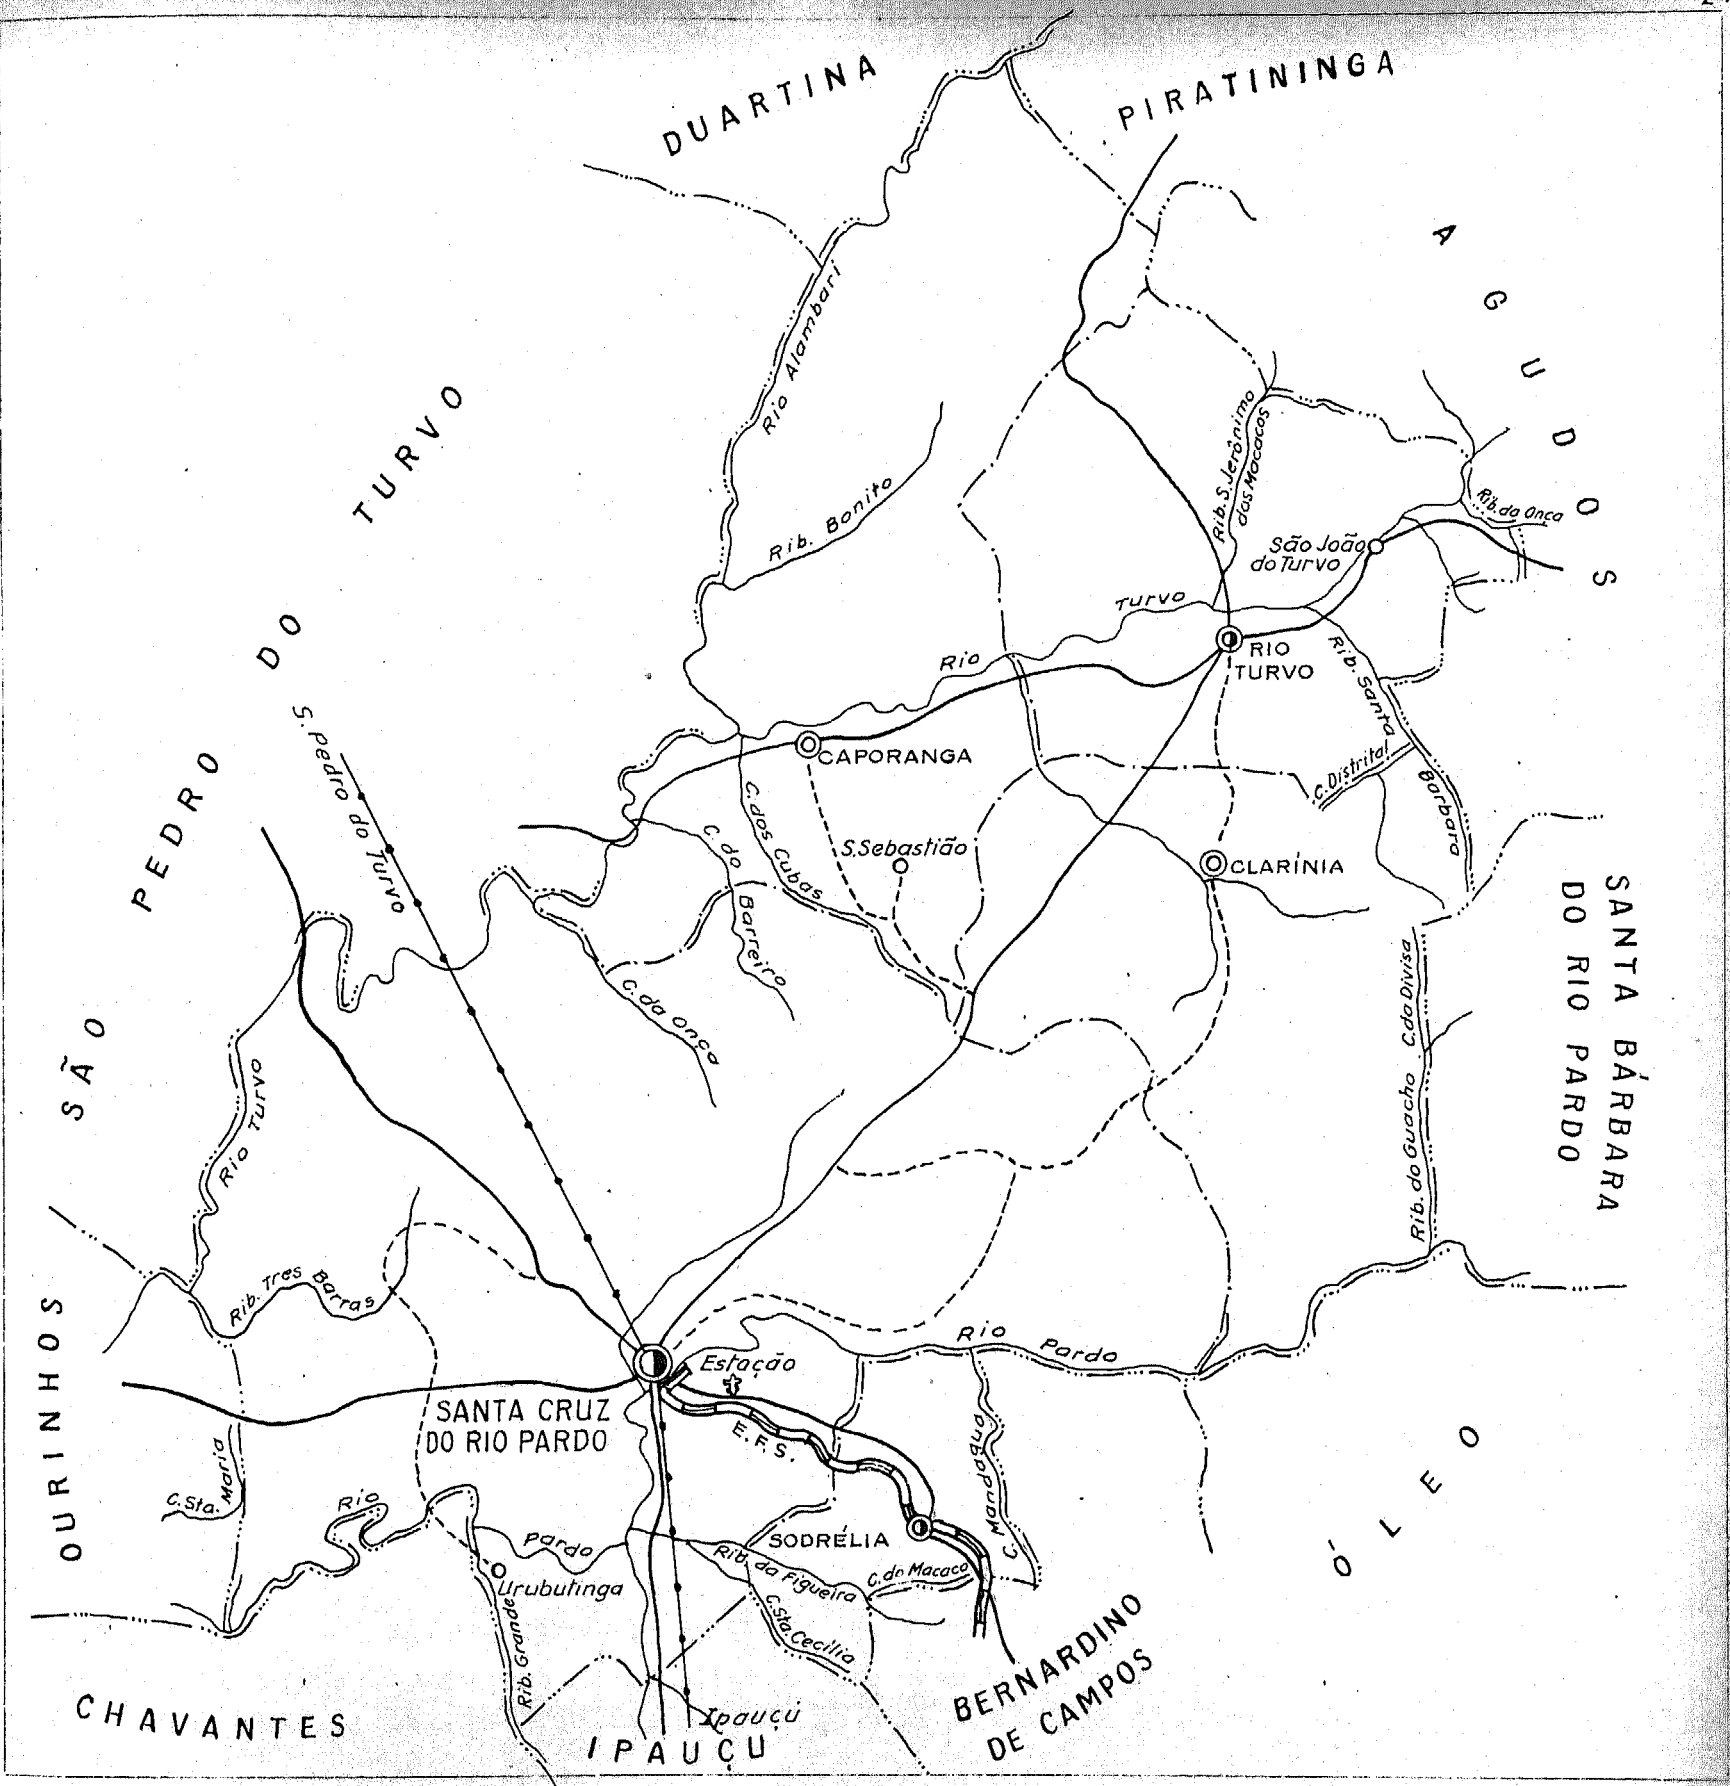 DUARTINA
PIRATININGA
AGUDOS
SÃO PEDRO DO TURVO
Rio Alambari
Rib. Bonito
Rib. S. Jerônimo
dos Macacos
Rib. da Onça
São João
do Turvo
Rio Turvo
RIO
TURVO
Rib. Santa Barbara
C. Distrital
S. Pedro do Turvo
CAPORANGA
C. dos Cubas
C. do Barreiro
S. Sebastião
CLARÍNIA
C. da Onça
SANTA BÁRBARA
DO RIO PARDO
C. da Divisa
Rib. do Guacho
Rio Turvo
Rib. Tres Barras
Rio Pardo
Estação
SANTA CRUZ
DO RIO PARDO
E.F.S.
OURINHOS
C. Sta. Maria
Rio Pardo
C. Mandaqua
SODRÉLIA
Rib. da Figueira
C. do Macaco
Urubutinga
C. Sta. Cecília
Rib. Grande
ÓLEO
BERNARDINO
DE CAMPOS
CHAVANTES
Ipauçú
IPAUÇU